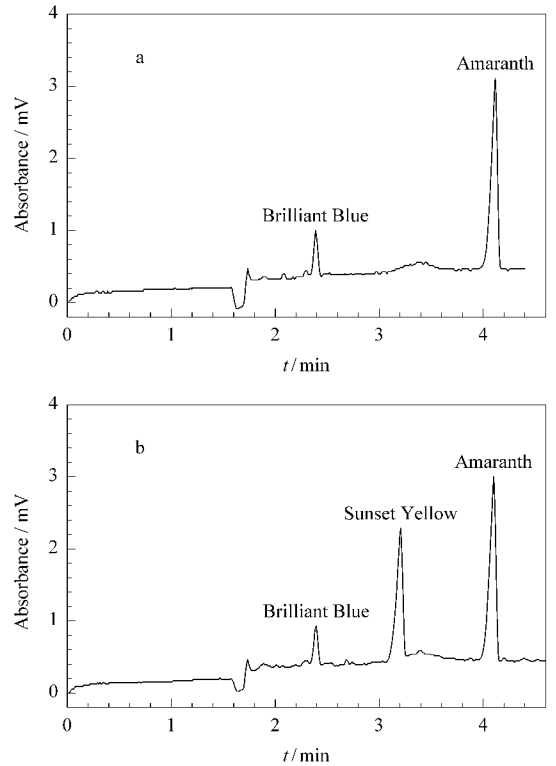 4
a
Amaranth
3
Absorbance / mV
2
Brilliant Blue
1
0
0 1 2 3 4
t / min
4
b
Amaranth
3
Sunset Yellow
Absorbance / mV
2
Brilliant Blue
1
0
0 1 2 3 4
t / min